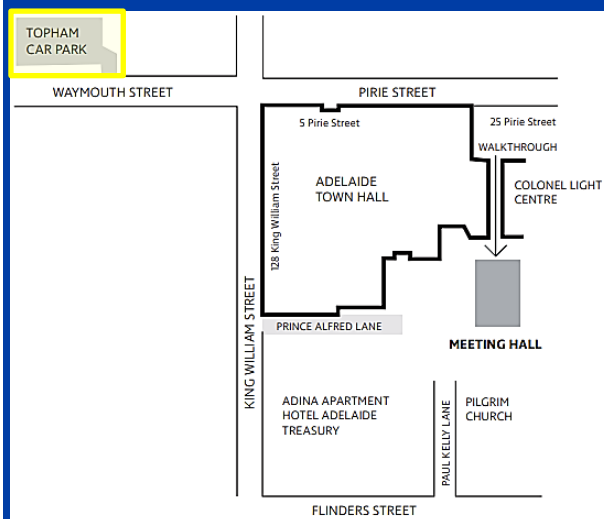 TOPHAM
CAR PARK
WAYMOUTH STREET
PIRIE STREET
5 Pirie Street
25 Pirie Street
WALKTHROUGH
128 King William Street
ADELAIDE
TOWN HALL
COLONEL LIGHT
CENTRE
KING WILLIAM STREET
PRINCE ALFRED LANE
MEETING HALL
ADINA APARTMENT
HOTEL ADELAIDE
TREASURY
PAUL KELLY LANE
PILGRIM
CHURCH
FLINDERS STREET